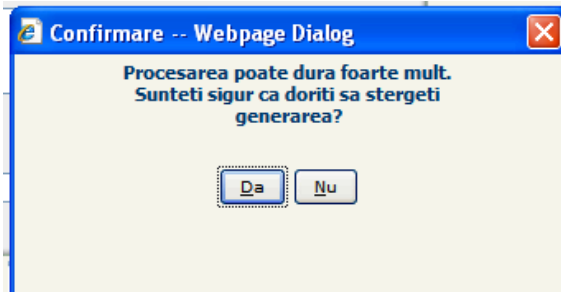 Confirmare -- Webpage Dialog
Procesarea poate dura foarte mult.
Sunteti sigur ca doriti sa stergeti
generarea?
Da Nu